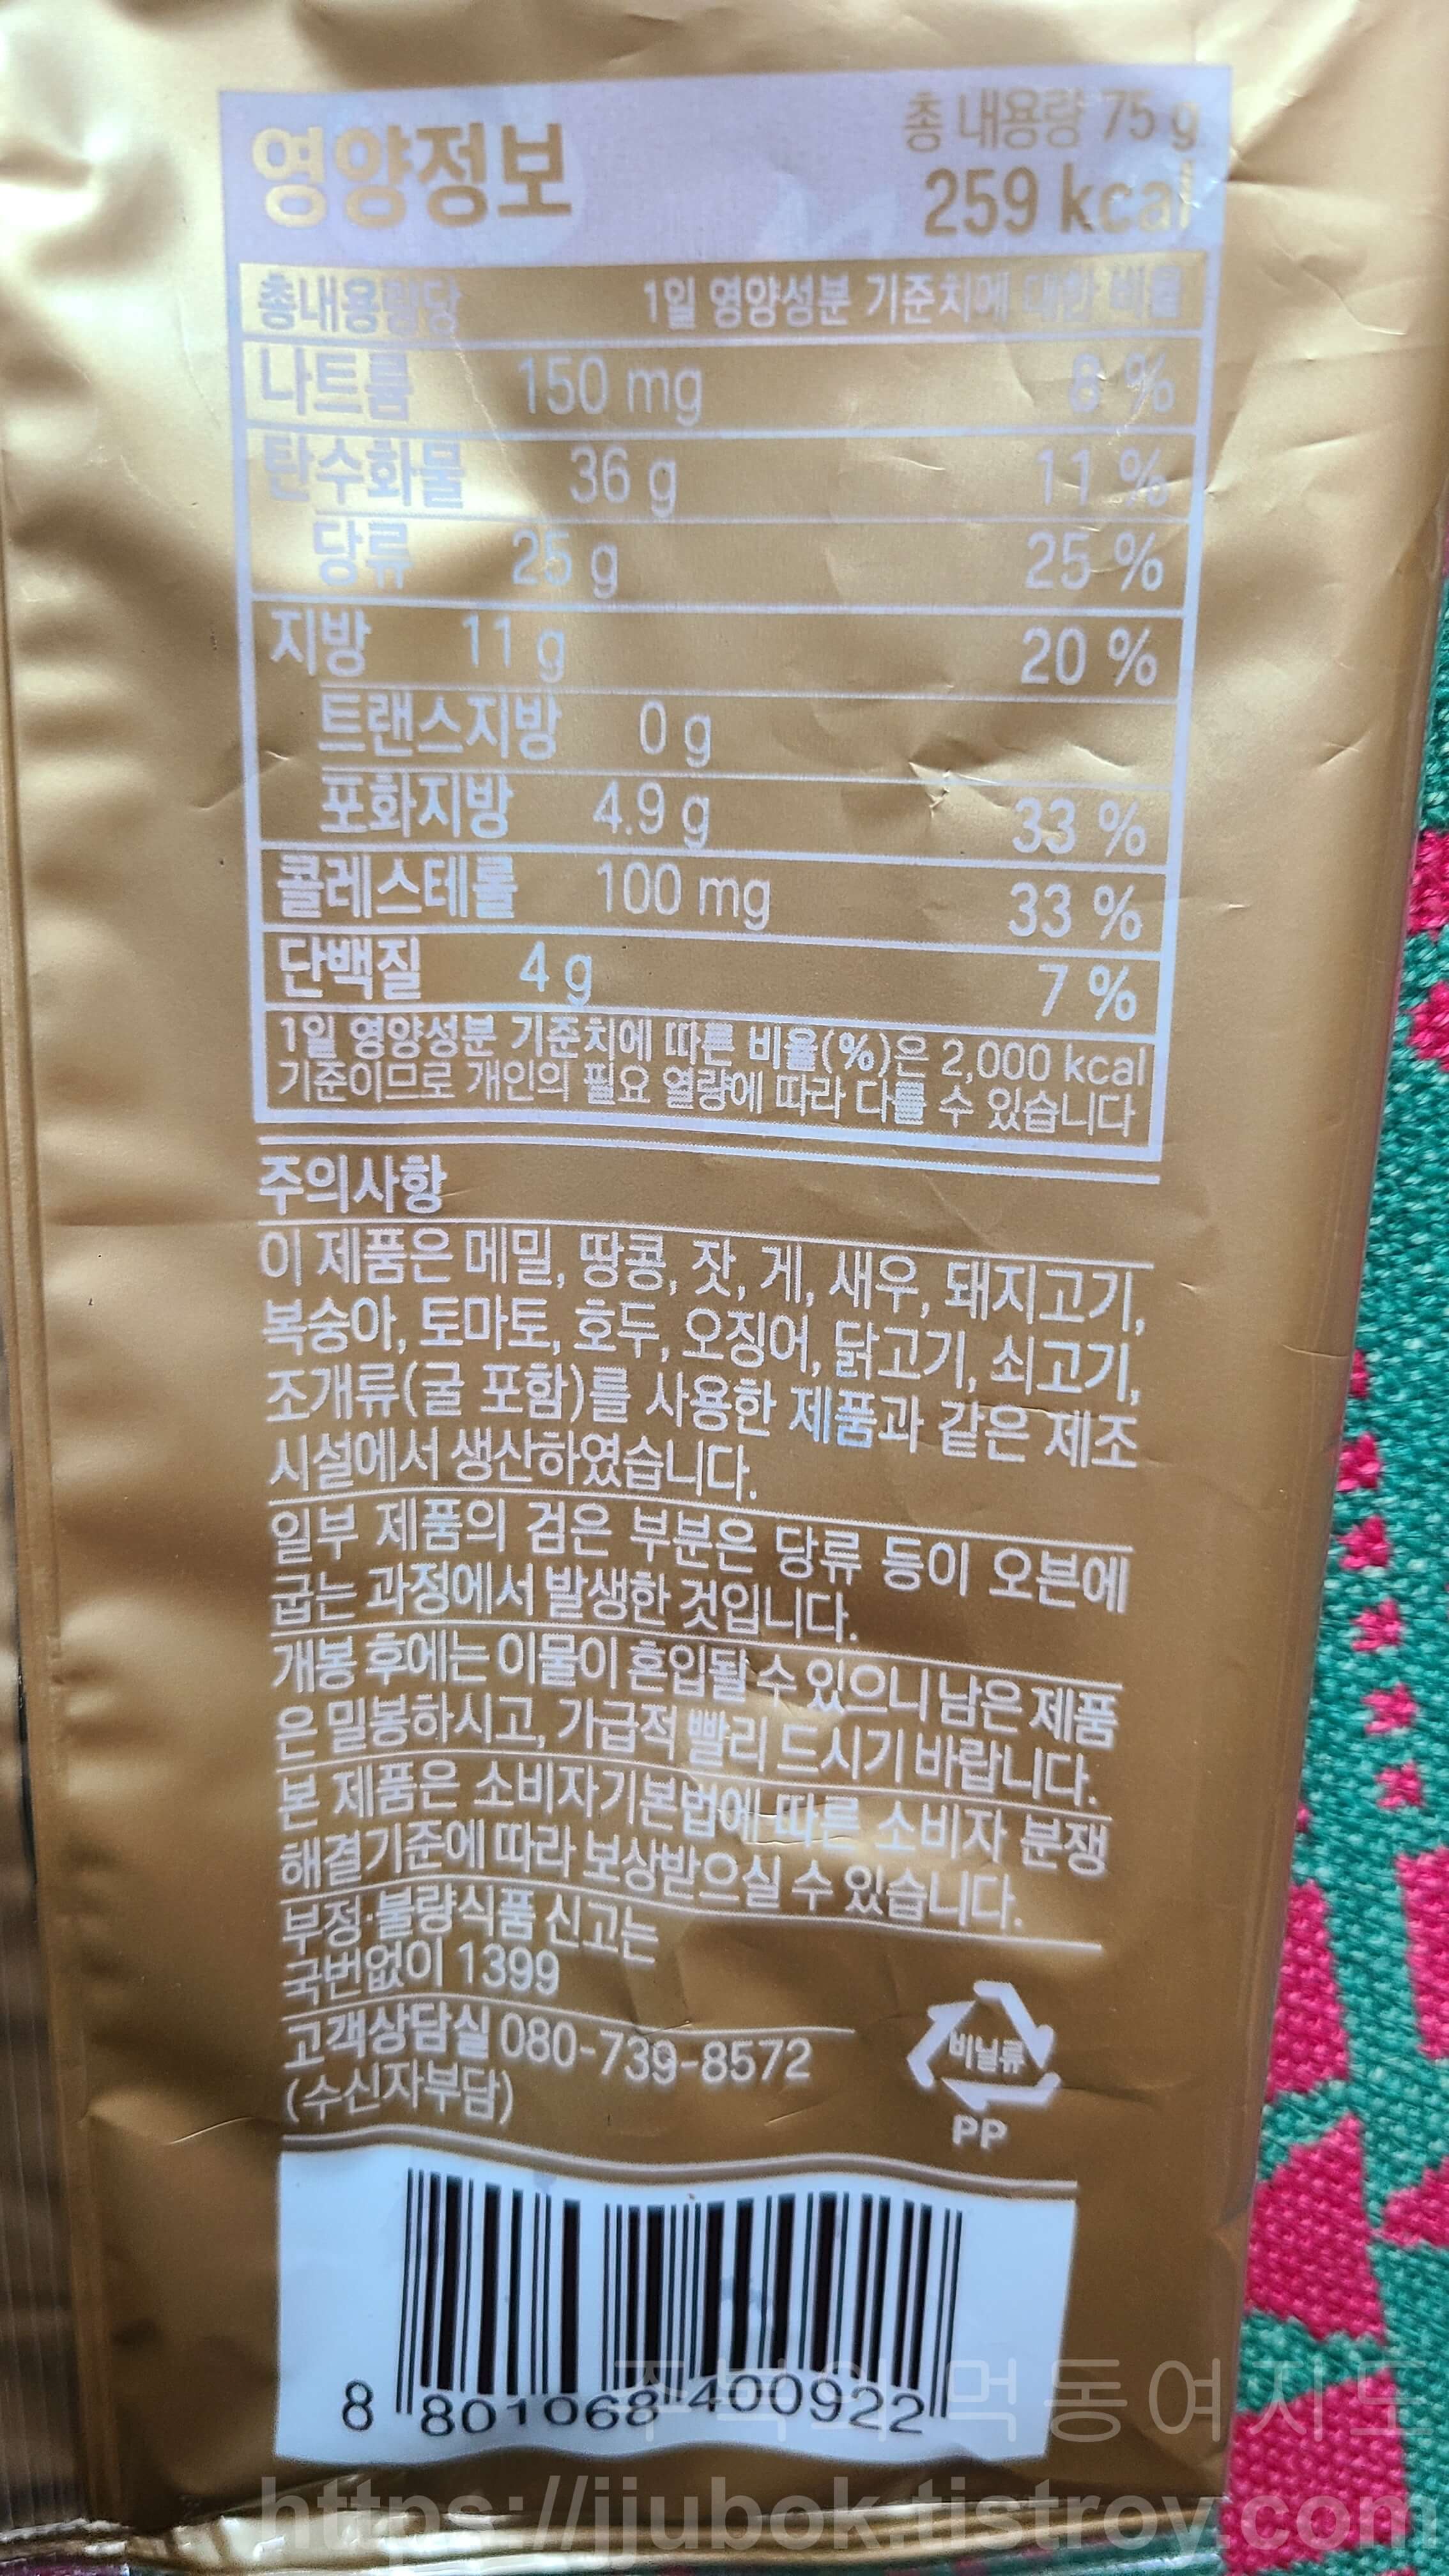 영양정보
총 내용량 75 g
259 kcal
총내용량당 1일 영양성분 기준치에 대한 비율
나트륨 150 mg 8 %
탄수화물 36 g 11 %
당류 25 g 25 %
지방 11 g 20 %
트랜스지방 0 g
포화지방 4.9 g 33 %
콜레스테롤 100 mg 33 %
단백질 4 g 7 %
1일 영양성분 기준치에 따른 비율(%)은 2,000 kcal
기준이므로 개인의 필요 열량에 따라 다를 수 있습니다
주의사항
이 제품은 메밀, 땅콩, 잣, 게, 새우, 돼지고기,
복숭아, 토마토, 호두, 오징어, 닭고기, 쇠고기,
조개류(굴 포함)를 사용한 제품과 같은 제조
시설에서 생산하였습니다.
일부 제품의 검은 부분은 당류 등이 오븐에
굽는 과정에서 발생한 것입니다.
개봉 후에는 이물이 혼입될 수 있으니 남은 제품
은 밀봉하시고, 가급적 빨리 드시기 바랍니다.
본 제품은 소비자기본법에 따른 소비자 분쟁
해결기준에 따라 보상받으실 수 있습니다.
부정·불량식품 신고는
국번없이 1399
고객상담실 080-739-8572
(수신자부담)
비닐류
PP
8 801068 400922
쭈복의 먹동여지도
https://jjubok.tistroy.com